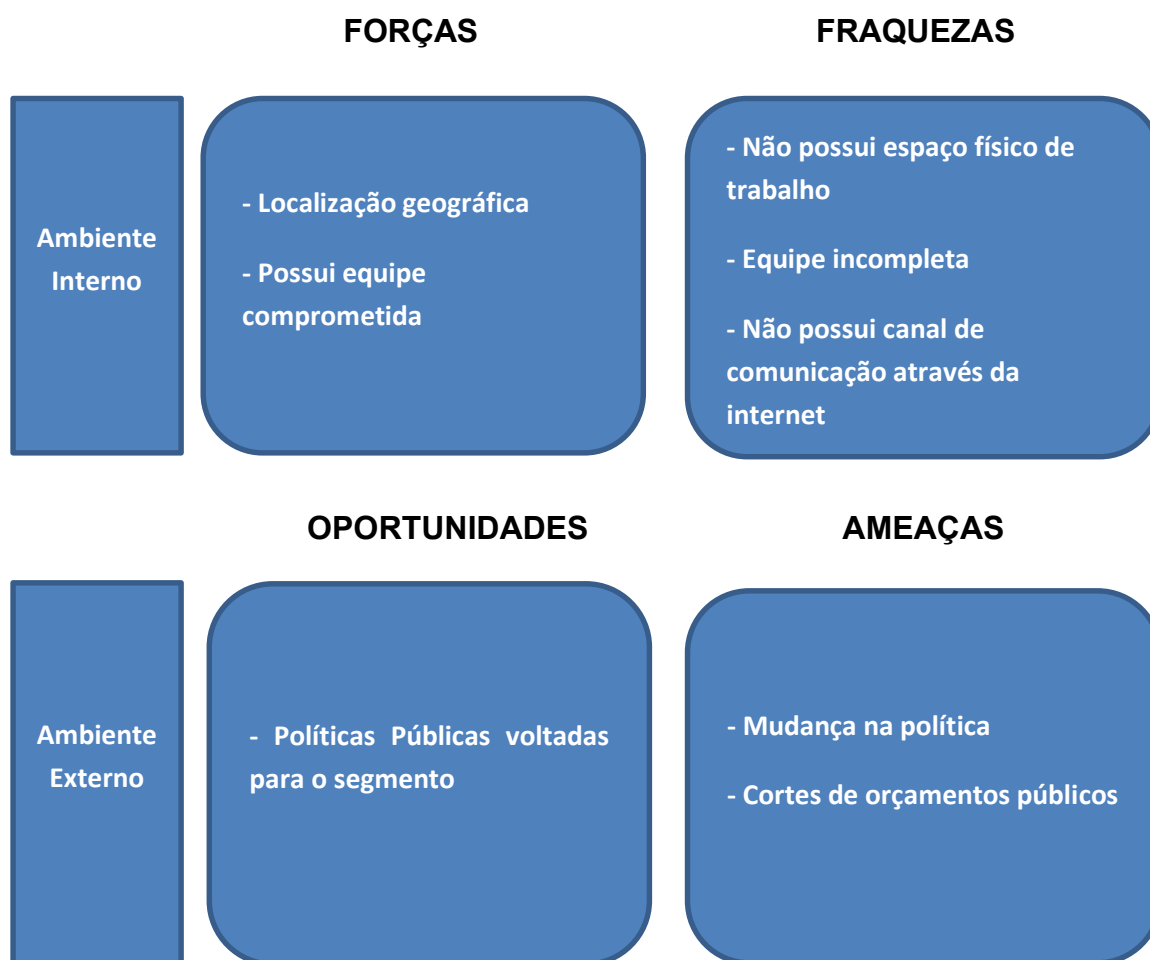 FORÇAS
FRAQUEZAS
Ambiente
Interno
- Localização geográfica
- Possui equipe
comprometida
- Não possui espaço físico de
trabalho
- Equipe incompleta
- Não possui canal de
comunicação através da
internet
OPORTUNIDADES
AMEAÇAS
Ambiente
Externo
- Políticas Públicas voltadas
para o segmento
- Mudança na política
- Cortes de orçamentos públicos